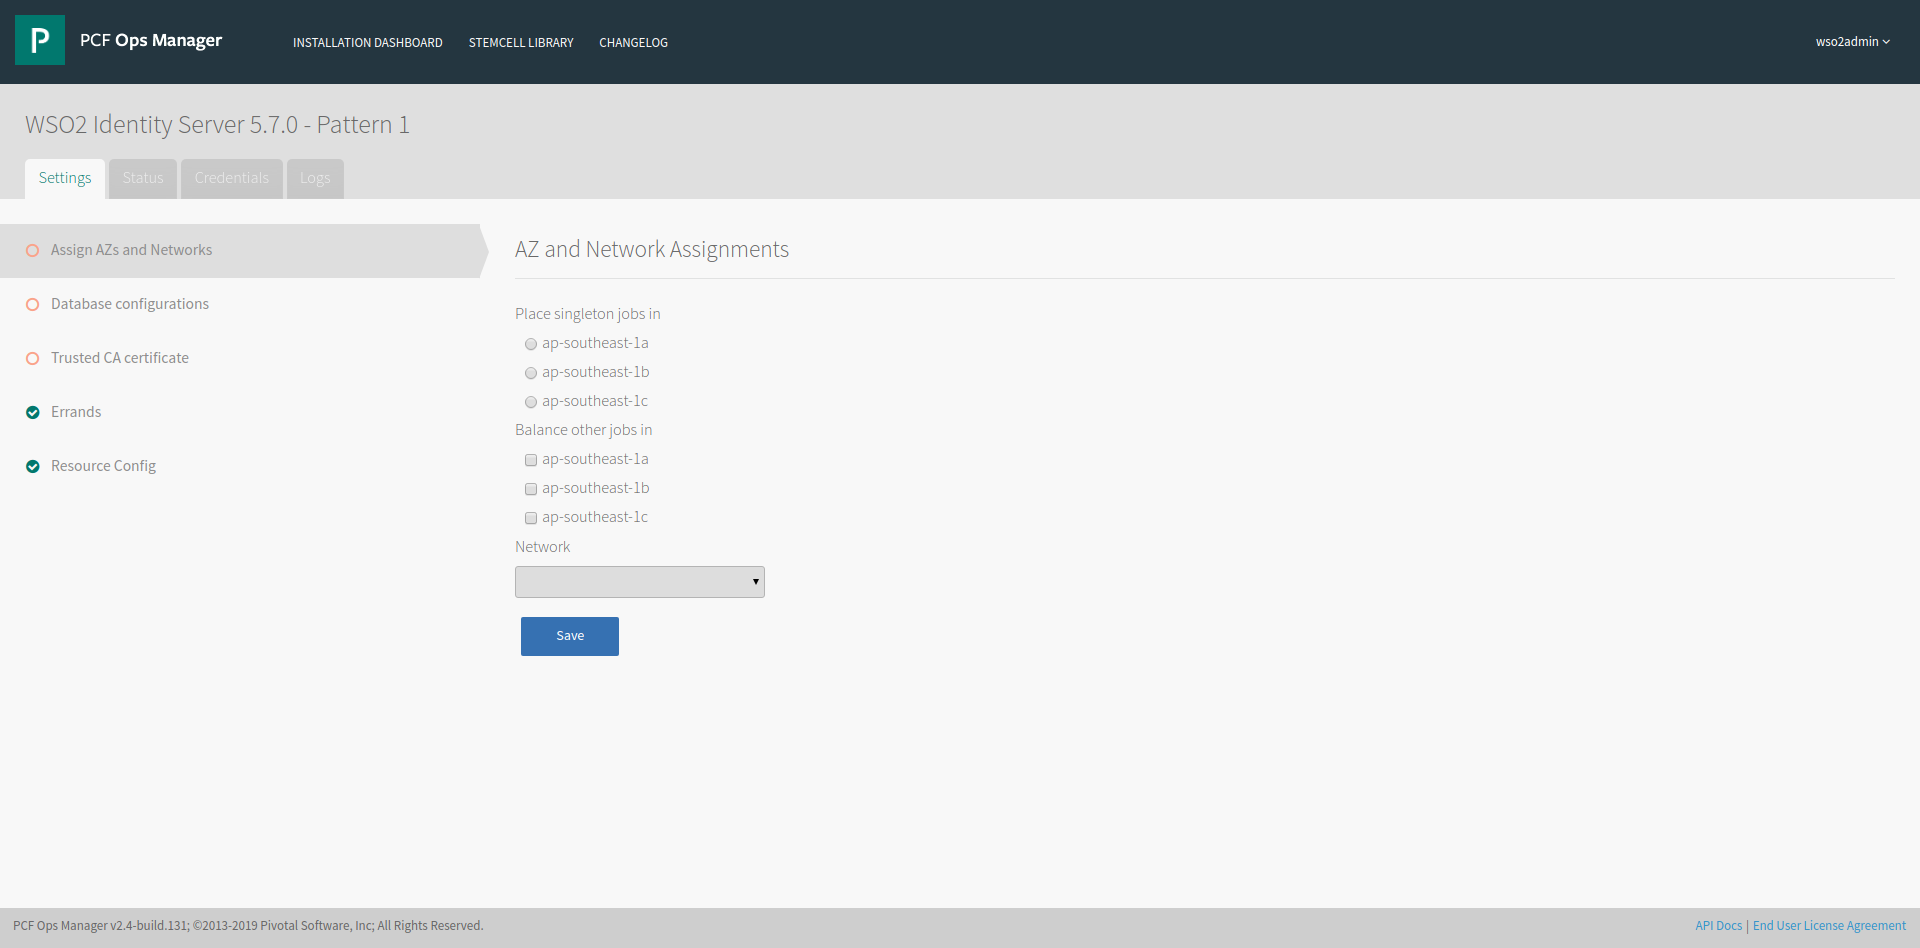 PCF Ops Manager
INSTALLATION DASHBOARD STEMCELL LIBRARY CHANGELOG
wso2admin
WSO2 Identity Server 5.7.0 - Pattern 1
Settings Status Credentials Logs
Assign AZs and Networks
Database configurations
Trusted CA certificate
Errands
Resource Config
AZ and Network Assignments
Place singleton jobs in
ap-southeast-1a
ap-southeast-1b
ap-southeast-1c
Balance other jobs in
ap-southeast-1a
ap-southeast-1b
ap-southeast-1c
Network
Save
PCF Ops Manager v2.4-build.131; ©2013-2019 Pivotal Software, Inc; All Rights Reserved.
API Docs | End User License Agreement